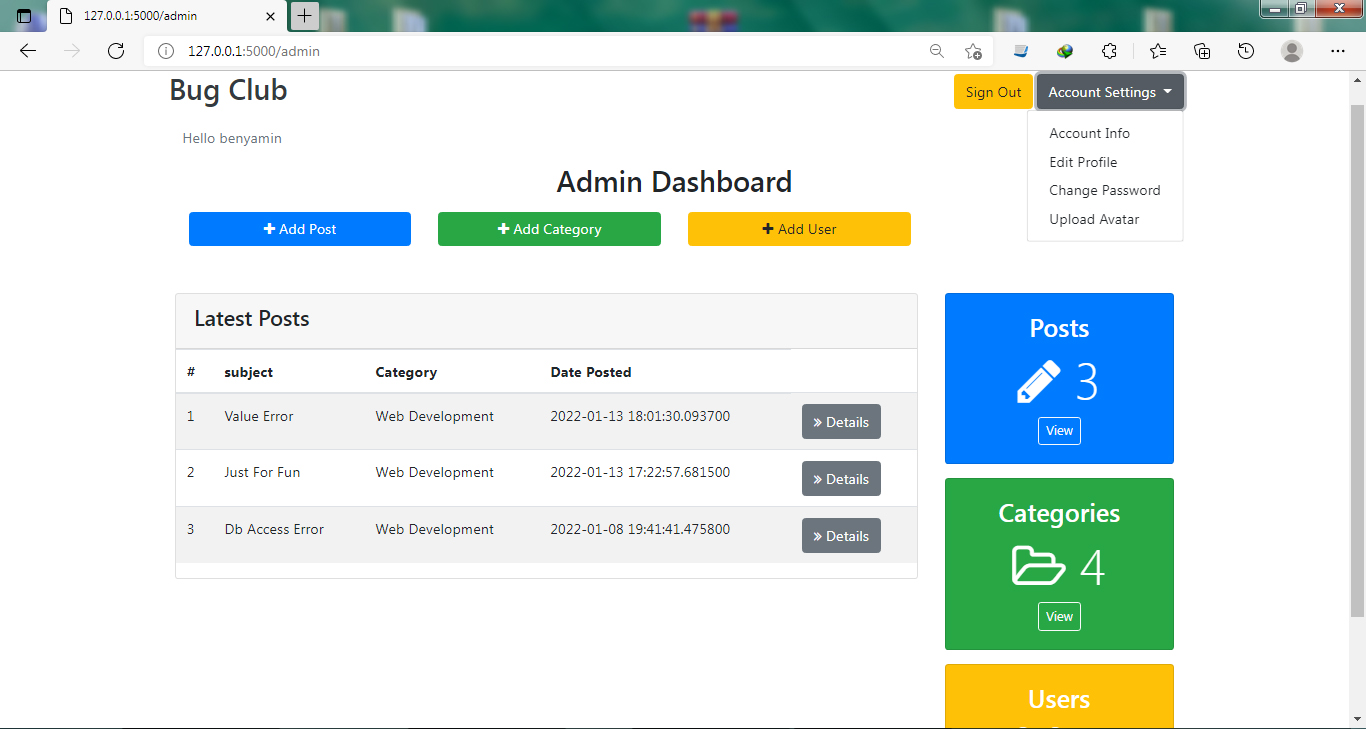 127.0.0.1:5000/admin
127.0.0.1:5000/admin
Bug Club
Sign Out
Account Settings
Hello benyamin
Account Info
Edit Profile
Change Password
Upload Avatar
Admin Dashboard
Add Post
Add Category
Add User
Latest Posts
# subject Category Date Posted
1 Value Error Web Development 2022-01-13 18:01:30.093700 » Details
2 Just For Fun Web Development 2022-01-13 17:22:57.681500 » Details
3 Db Access Error Web Development 2022-01-08 19:41:41.475800 » Details
Posts
3
View
Categories
4
View
Users